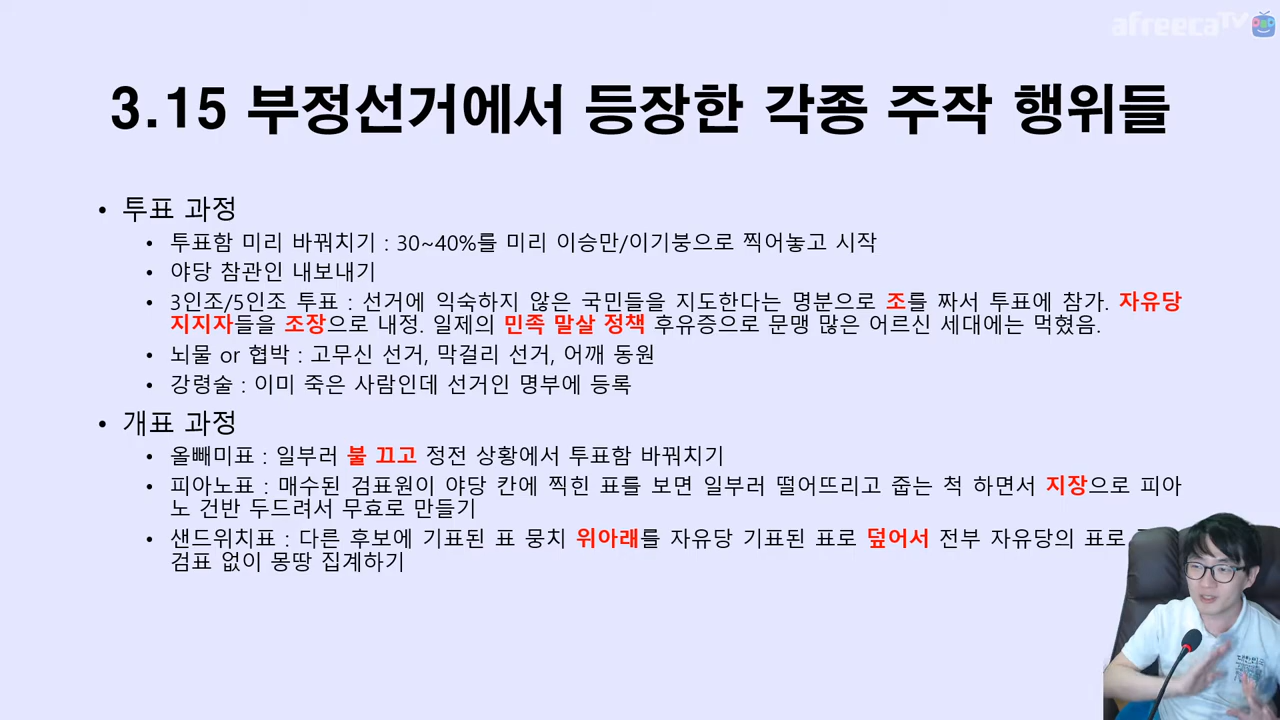 afreecaTV
3.15 부정선거에서 등장한 각종 주작 행위들
• 투표 과정
• 투표함 미리 바꿔치기 : 30~40%를 미리 이승만/이기붕으로 찍어놓고 시작
• 야당 참관인 내보내기
• 3인조/5인조 투표 : 선거에 익숙하지 않은 국민들을 지도한다는 명분으로 조를 짜서 투표에 참가. 자유당
지지자들을 조장으로 내정. 일제의 민족 말살 정책 후유증으로 문맹 많은 어르신 세대에는 먹혔음.
• 뇌물 or 협박 : 고무신 선거, 막걸리 선거, 어깨 동원
• 강령술 : 이미 죽은 사람인데 선거인 명부에 등록
• 개표 과정
• 올빼미표 : 일부러 불 끄고 정전 상황에서 투표함 바꿔치기
• 피아노표 : 매수된 검표원이 야당 칸에 찍힌 표를 보면 일부러 떨어뜨리고 줍는 척 하면서 지장으로 피아
노 건반 두드려서 무효로 만들기
• 샌드위치표 : 다른 후보에 기표된 표 뭉치 위아래를 자유당 기표된 표로 덮어서 전부 자유당의 표로
검표 없이 몽땅 집계하기
대한민국